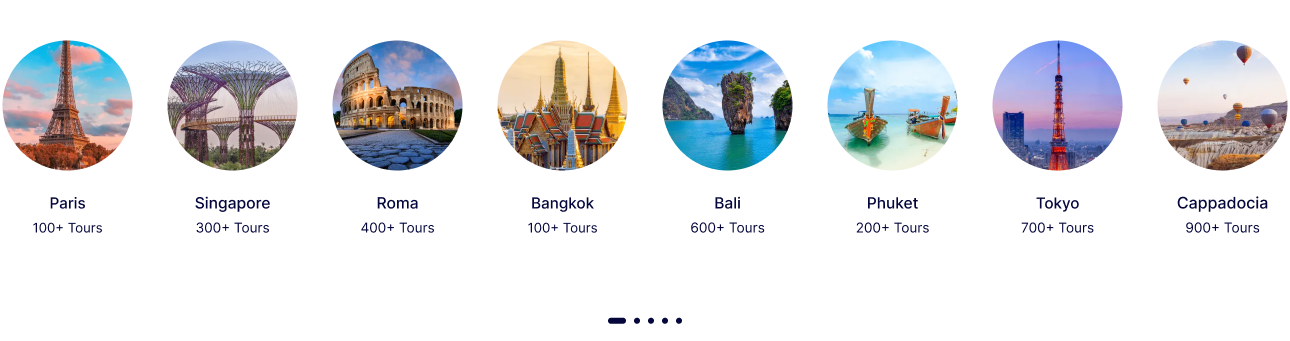 Paris
100+ Tours
Singapore
300+ Tours
Roma
400+ Tours
Bangkok
100+ Tours
Bali
600+ Tours
Phuket
200+ Tours
Tokyo
700+ Tours
Cappadocia
900+ Tours